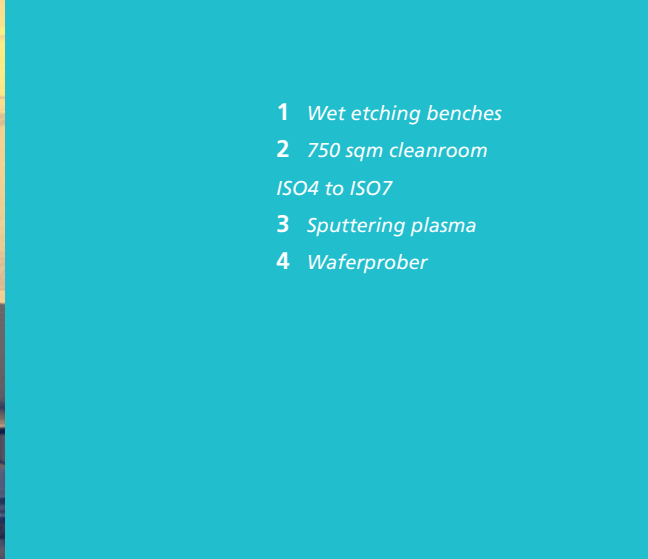 1 Wet etching benches
2 750 sqm cleanroom
ISO4 to ISO7
3 Sputtering plasma
4 Waferprober